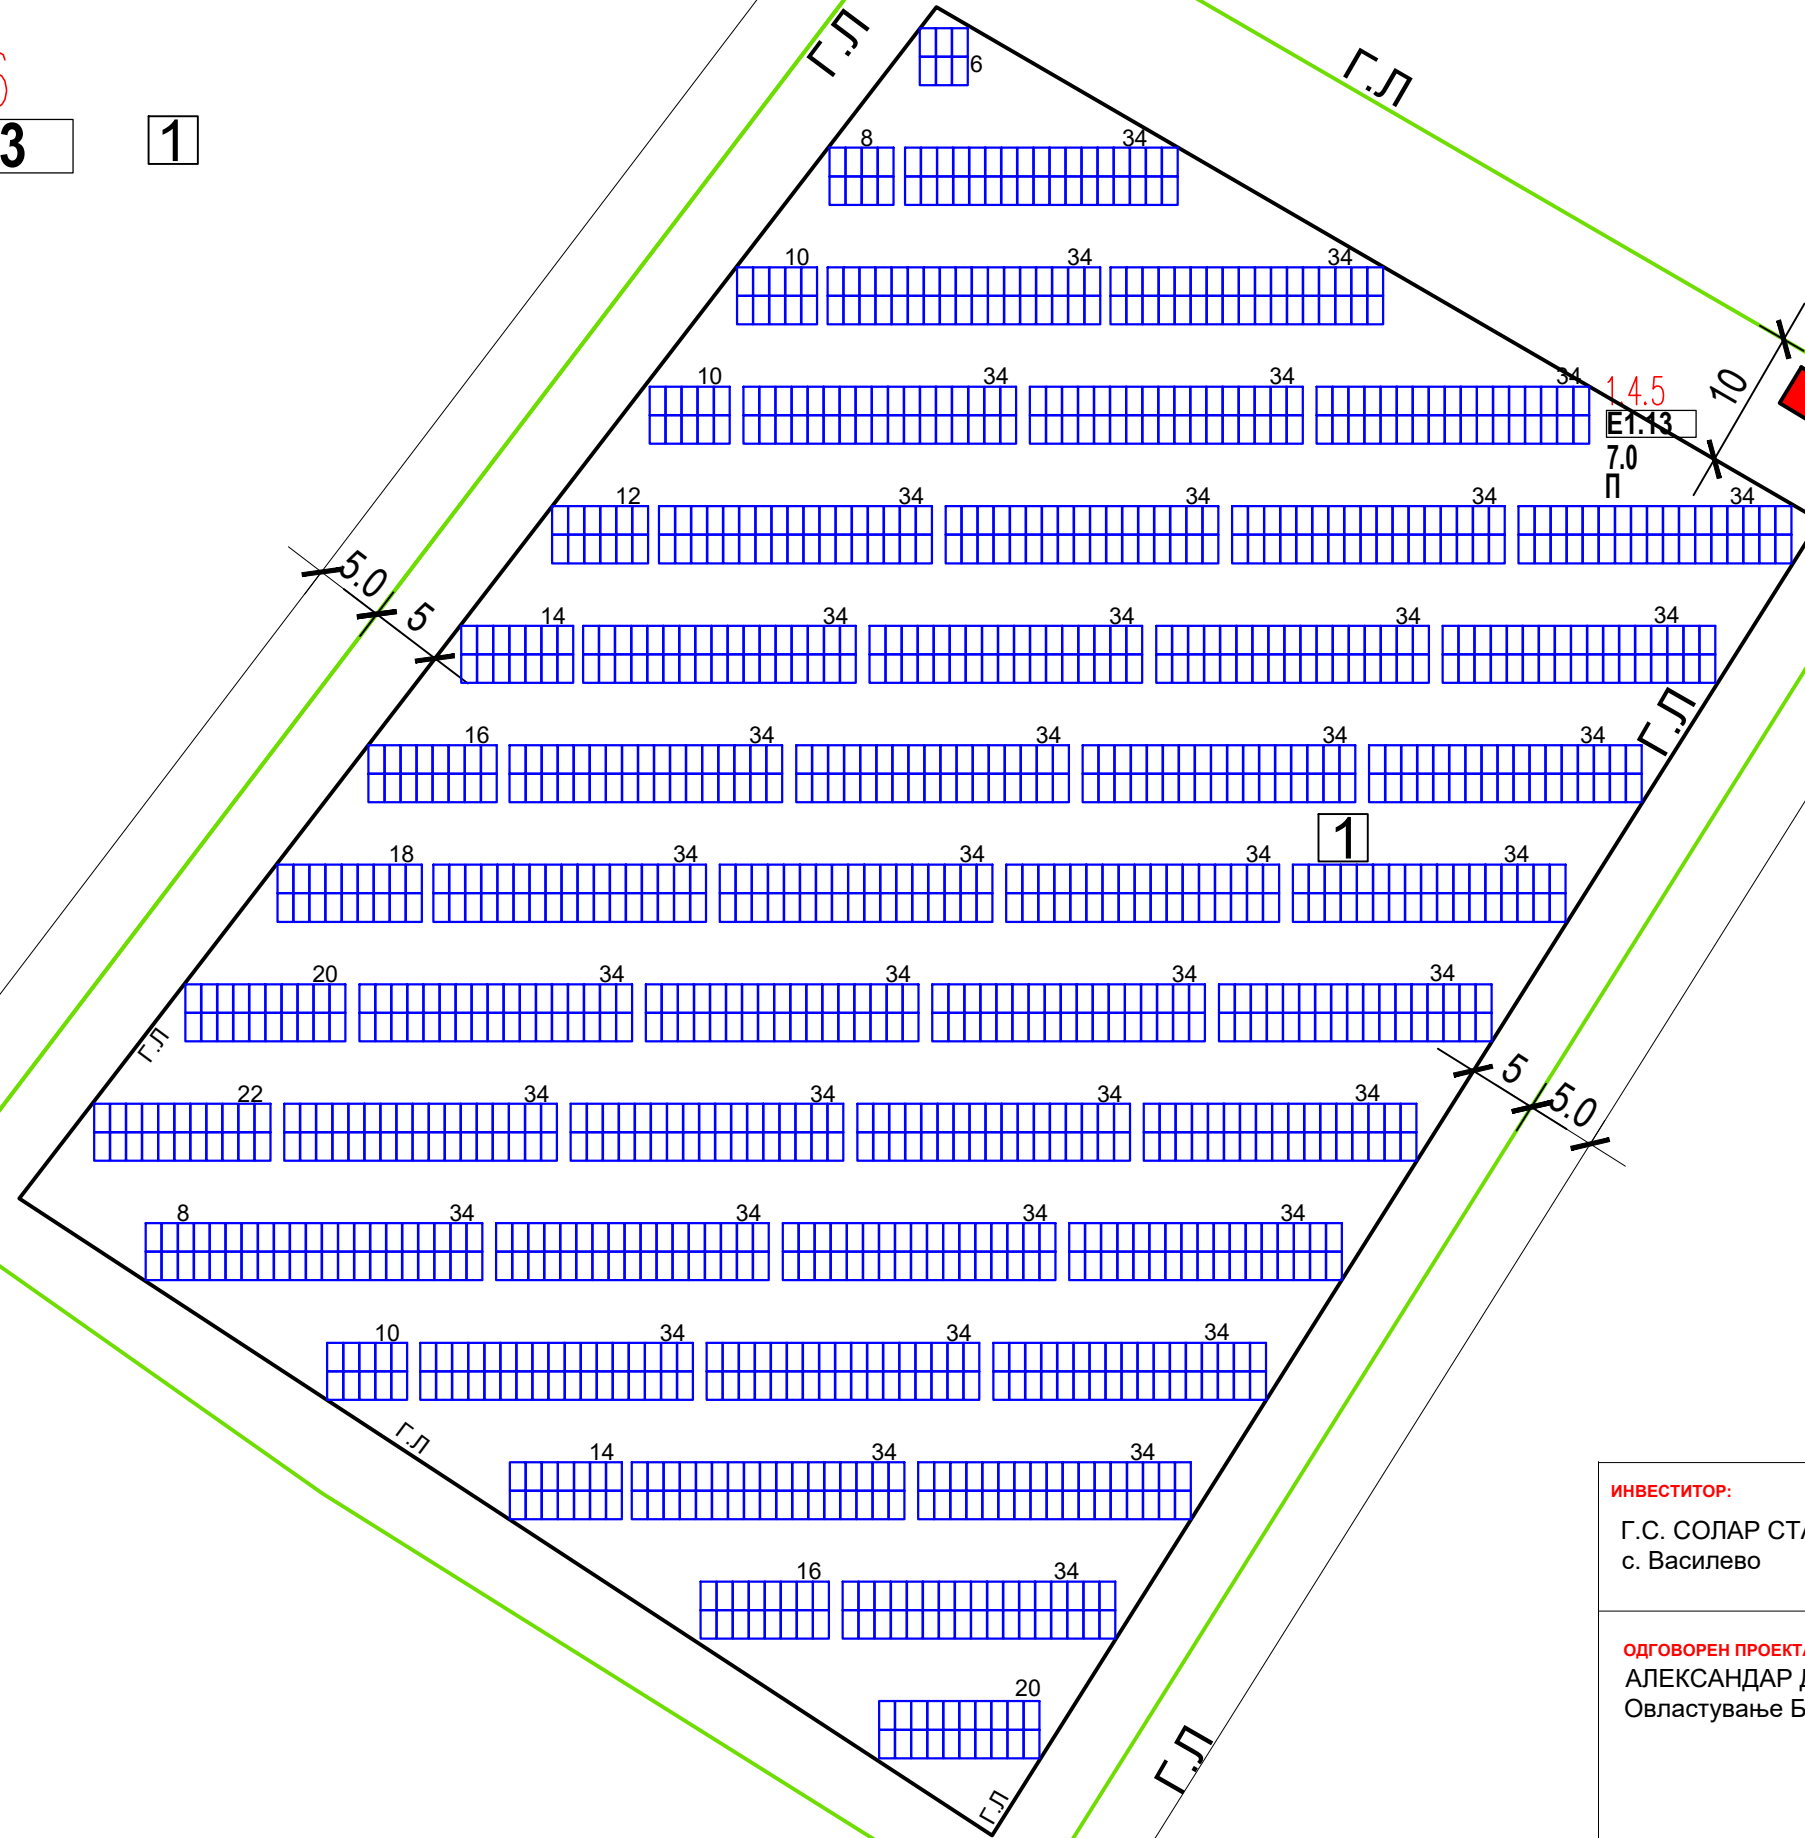 3
1
Г.Л
Г.Л
6
8 34
10 34 34
10 34 34 34
1.4.5
E1.13
7.0
П
10
12 34 34 34 34
5.0 5
14 34 34 34 34
Г.Л
16 34 34 34 34
1
18 34 34 34 34
20 34 34 34 34
Г.Л
5 5.0
22 34 34 34 34
8 34 34 34 34
10 34 34 34
Г.Л
14 34 34
16 34
20
Г.Л
Г.Л
ИНВЕСТИТОР:
Г.С. СОЛАР
с. Василево
ОДГОВОРЕН
АЛЕКСАНДАР
Овластување